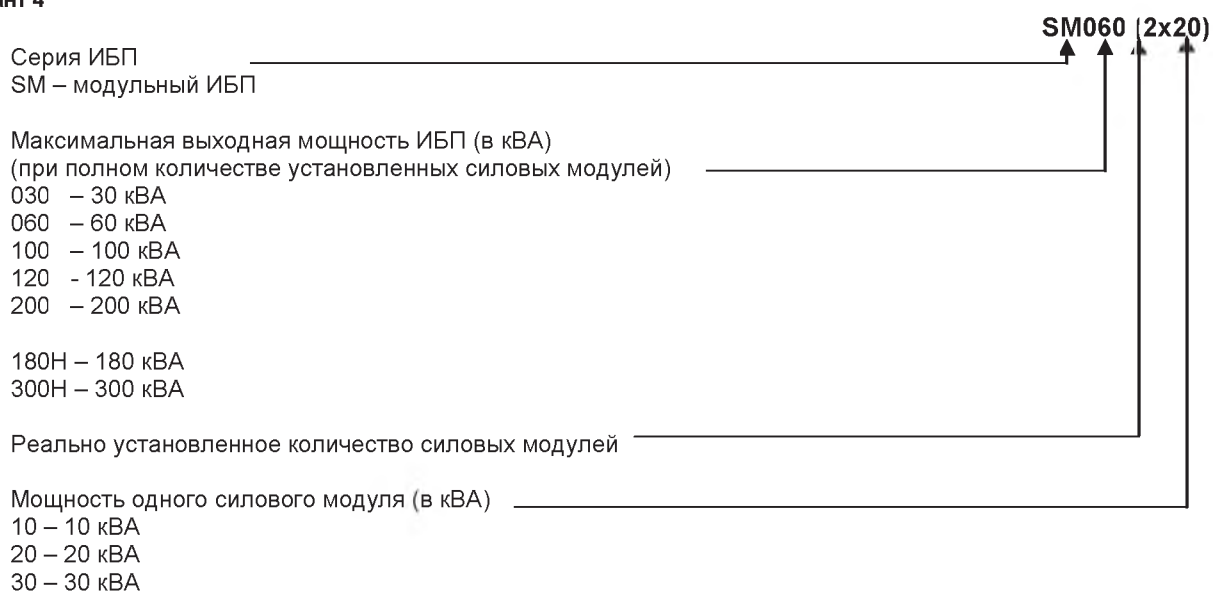 SM060 (2x20)
Серия ИБП
SM – модульный ИБП
Максимальная выходная мощность ИБП (в кВА)
(при полном количестве установленных силовых модулей)
030 – 30 кВА
060 – 60 кВА
100 – 100 кВА
120 - 120 кВА
200 – 200 кВА
180H – 180 кВА
300H – 300 кВА
Реально установленное количество силовых модулей
Мощность одного силового модуля (в кВА)
10 – 10 кВА
20 – 20 кВА
30 – 30 кВА